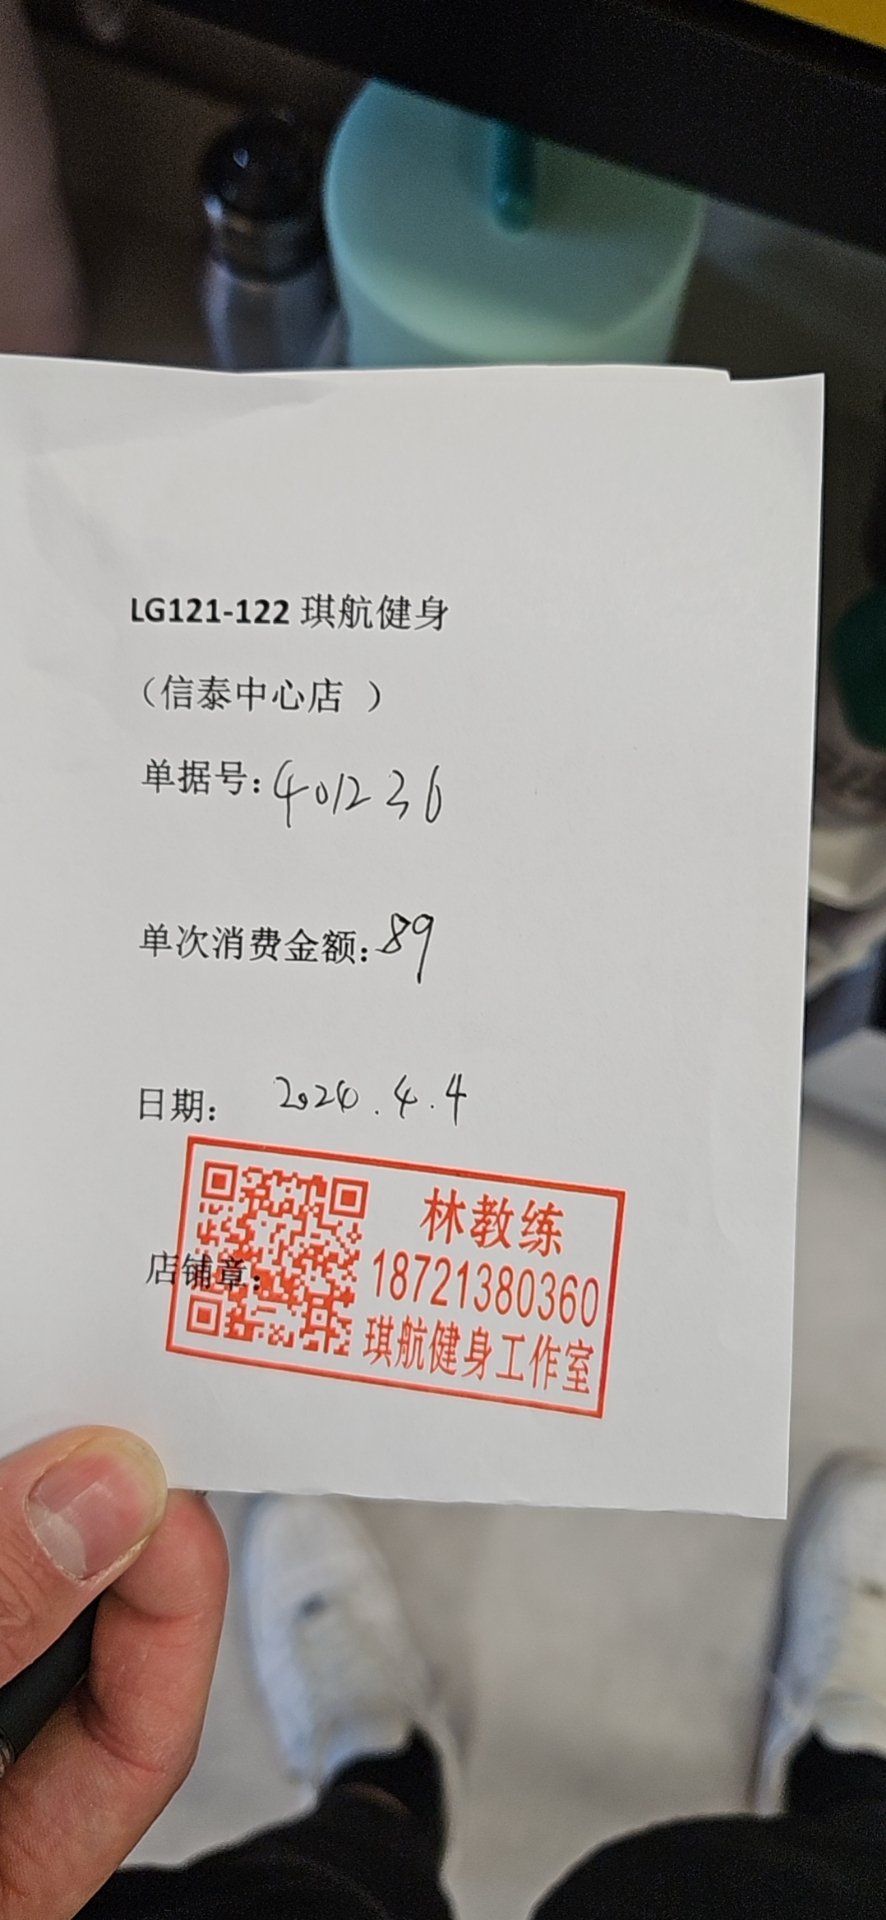 LG121-122 琪航健身
（信泰中心店 ）
单据号: 401236
单次消费金额: 89
日期: 2024.4.4
店铺章:
林教练
18721380360
琪航健身工作室